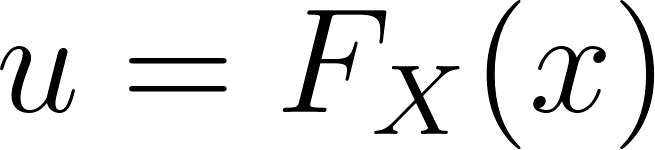 u = F_X(x)